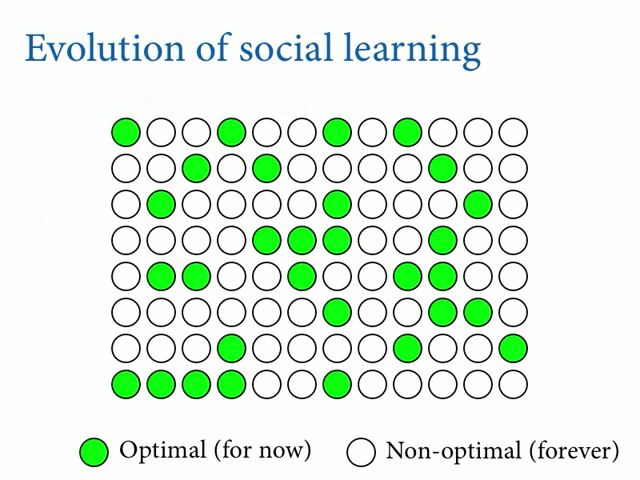 Evolution of social learning
Optimal (for now) Non-optimal (forever)